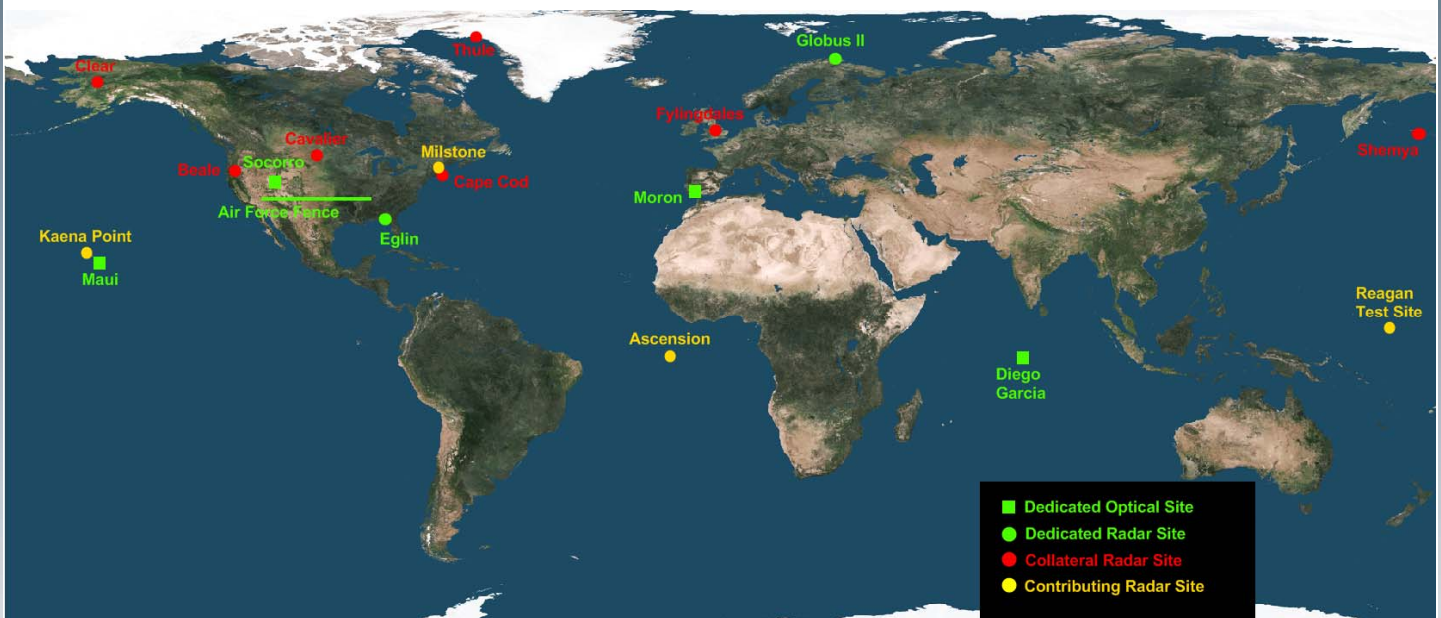 Globus II
Thule
Clear
Fylingdales
Cavalier
Milstone
Shemya
Socorro
Beale
Cape Cod
Moron
Air Force Fence
Eglin
Kaena Point
Maui
Reagan
Test Site
Ascension
Diego
Garcia
Dedicated Optical Site
Dedicated Radar Site
Collateral Radar Site
Contributing Radar Site